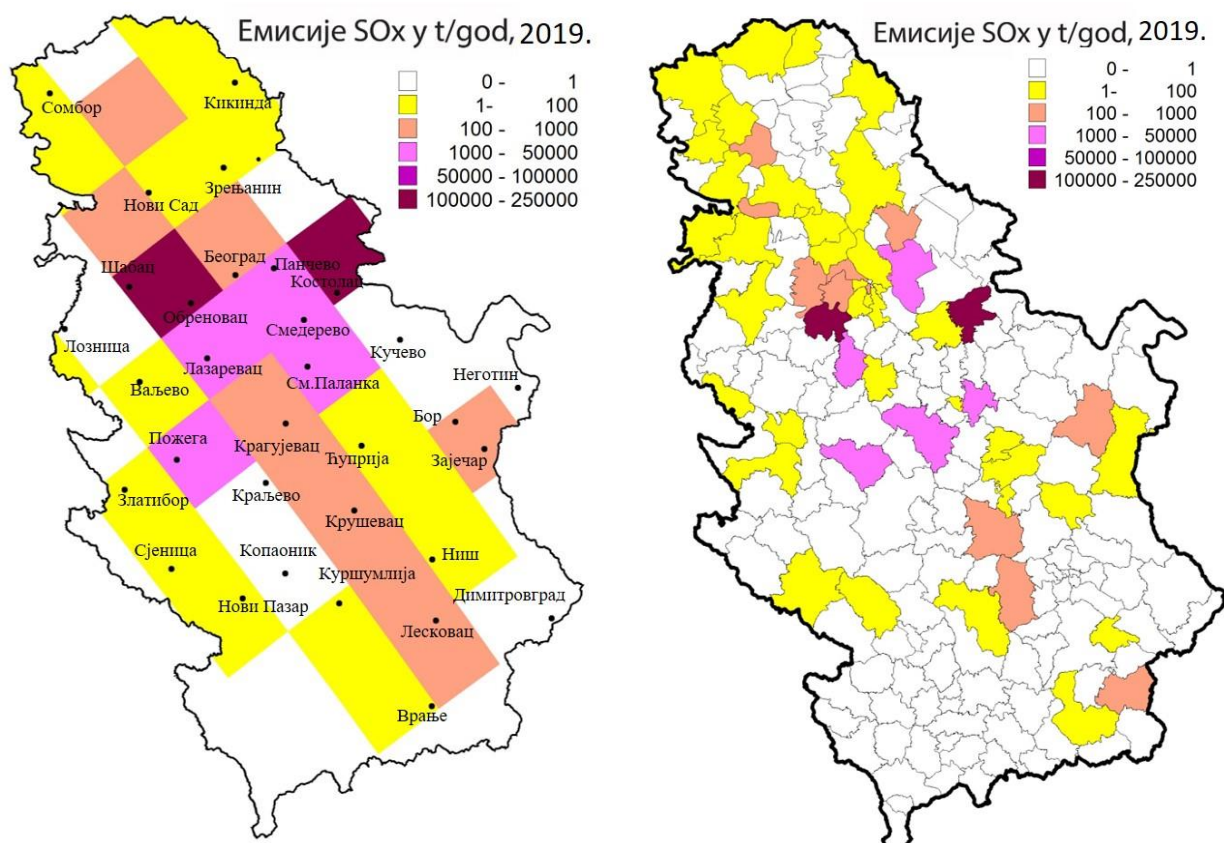 Емисије SOx у t/god, 2019.
0 - 1
1- 100
100 - 1000
1000 - 50000
50000 - 100000
100000 - 250000
Сомбор
Кикинда
Зрењанин
Нови Сад
Шабац
Београд
Панчево
Костолац
Обреновац
Смедерево
Лозница
Лазаревац
Кучево
Ваљево
См.Паланка
Неготин
Бор
Пожега
Крагујевац
Ћуприја
Зајечар
Златибор
Краљево
Крушевац
Сјеница
Копаоник
Ниш
Куршумлија
Нови Пазар
Димитровград
Лесковац
Врање
Емисије SOx у t/god, 2019.
0 - 1
1- 100
100 - 1000
1000 - 50000
50000 - 100000
100000 - 250000